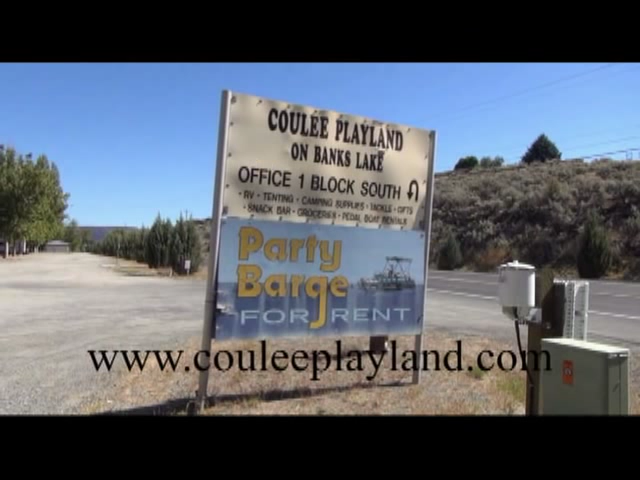 COULEE PLAYLAND
ON BANKS LAKE
OFFICE 1 BLOCK SOUTH
· RV · TENTING · CAMPING SUPPLIES · TACKLE · GIFTS
· SNACK BAR · GROCERIES · PEDAL BOAT RENTALS
Party
Barge
FOR RENT
www.couleeplayland.com